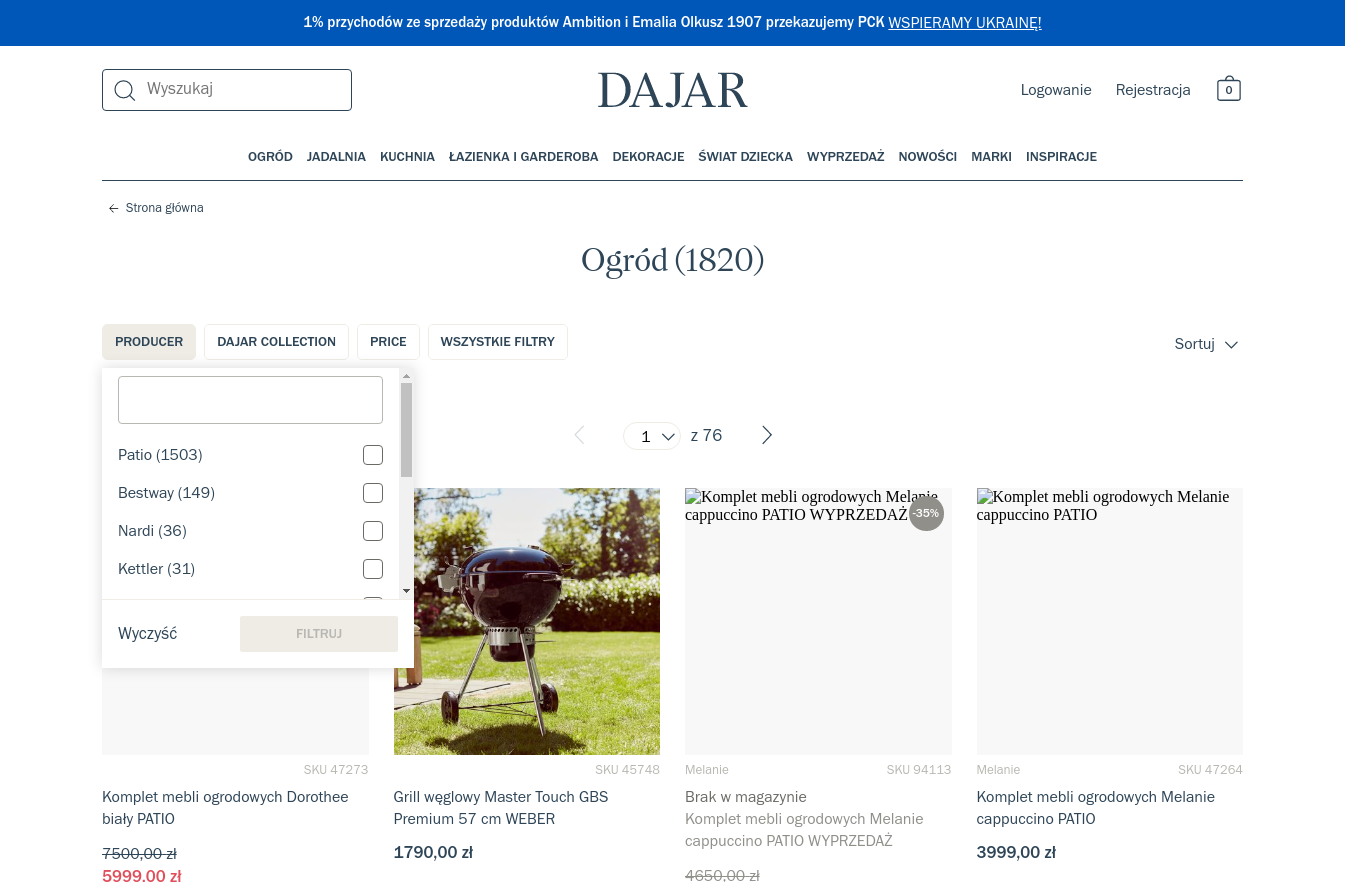 1% przychodów ze sprzedaży produktów Ambition i Emalia Olkusz 1907 przekazujemy PCK WSPIERAMY UKRAINĘ!
Wyszukaj
DAJAR
Logowanie Rejestracja 0
OGRÓD JADALNIA KUCHNIA ŁAZIENKA I GARDEROBA DEKORACJE ŚWIAT DZIECKA WYPRZEDAŻ NOWOŚCI MARKI INSPIRACJE
Strona główna
Ogród (1820)
PRODUCER DAJAR COLLECTION PRICE WSZYSTKIE FILTRY
Sortuj
1 z 76
Patio (1503)
Bestway (149)
Nardi (36)
Kettler (31)
Wyczyść FILTRUJ
Komplet mebli ogrodowych Melanie
cappuccino PATIO WYPRZEDAŻ
-35%
Komplet mebli ogrodowych Melanie
cappuccino PATIO
SKU 47273
Komplet mebli ogrodowych Dorothee
biały PATIO
7500,00 zł
5999.00 zł
SKU 45748
Grill węglowy Master Touch GBS
Premium 57 cm WEBER
1790,00 zł
Melanie SKU 94113
Brak w magazynie
Komplet mebli ogrodowych Melanie
cappuccino PATIO WYPRZEDAŻ
4650,00 zł
Melanie SKU 47264
Komplet mebli ogrodowych Melanie
cappuccino PATIO
3999,00 zł